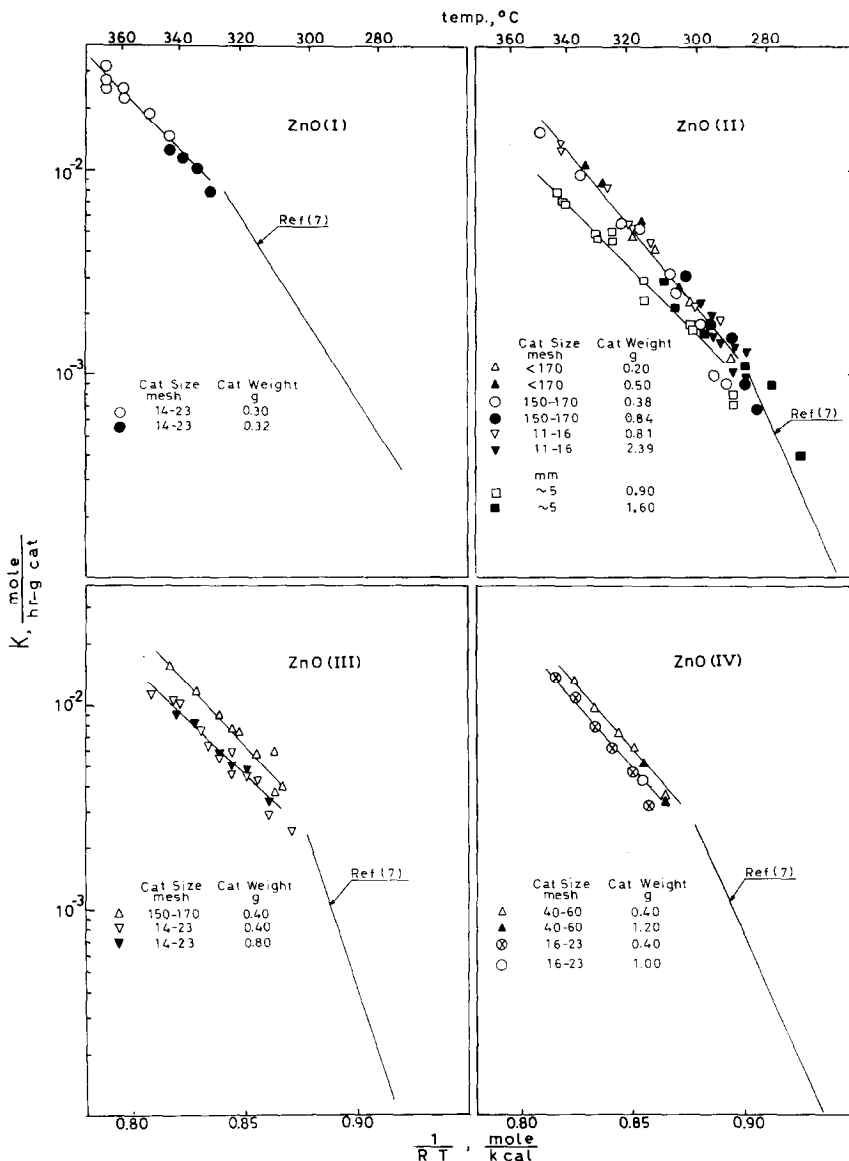 temp.,°C
360 340 320 300 280
360 340 320 300 290 280
ZnO(I)
ZnO(II)
10-2
Ref(7)
Cat Size Cat Weight
mesh g
<170 0.20
<170 0.50
150-170 0.38
150-170 0.84
11-16 0.81
11-16 2.39
mm
~5 0.90
~5 1.60
Ref(7)
10-3
Cat Size Cat Weight
mesh g
14-23 0.30
14-23 0.32
K, mole
hr-g cat
ZnO(III)
ZnO(IV)
10-2
Ref(7)
Ref(7)
Cat Size Cat Weight
mesh g
150-170 0.40
14-23 0.40
14-23 0.80
Cat Size Cat Weight
mesh g
40-60 0.40
40-60 1.20
16-23 0.40
16-23 1.00
10-3
0.80 0.85 0.90
0.80 0.85 0.90
1 , mole
RT kcal